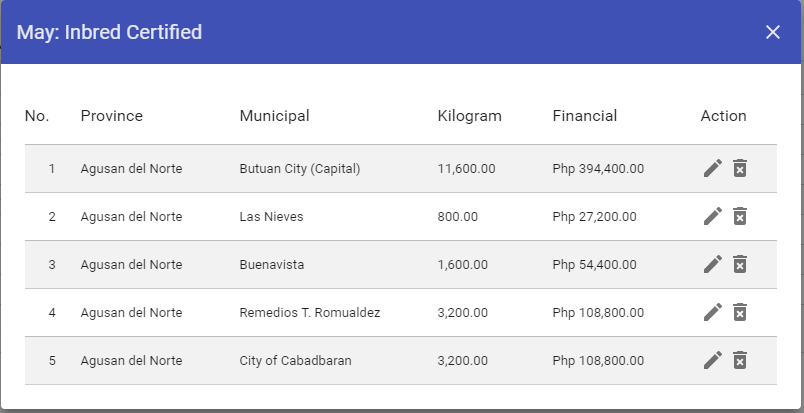 May: Inbred Certified
No. Province Municipal Kilogram Financial Action
1 Agusan del Norte Butuan City (Capital) 11,600.00 Php 394,400.00
2 Agusan del Norte Las Nieves 800.00 Php 27,200.00
3 Agusan del Norte Buenavista 1,600.00 Php 54,400.00
4 Agusan del Norte Remedios T. Romualdez 3,200.00 Php 108,800.00
5 Agusan del Norte City of Cabadbaran 3,200.00 Php 108,800.00